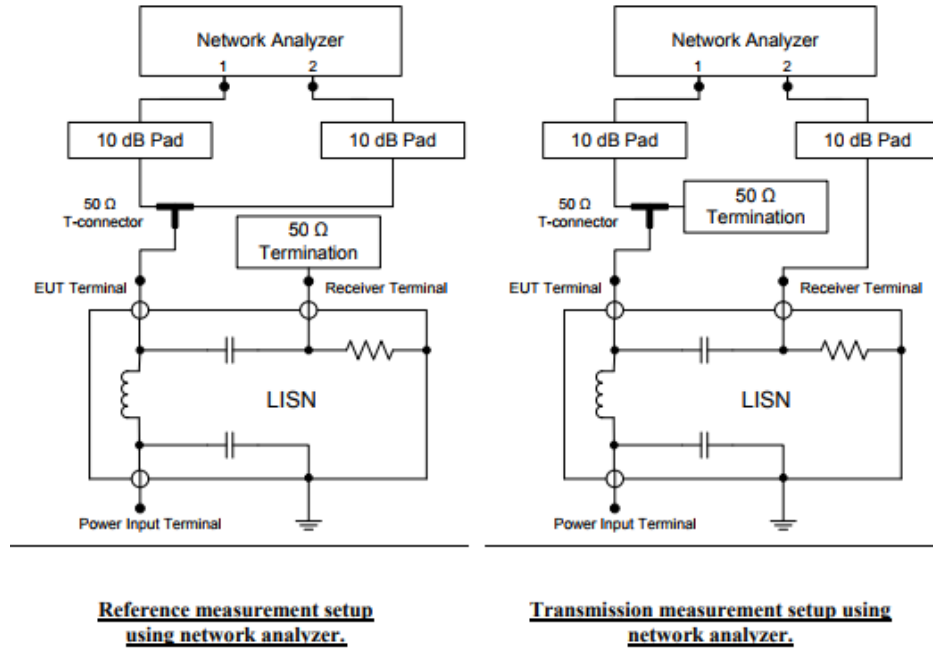 Network Analyzer
1 2
10 dB Pad
10 dB Pad
50 Ω
T-connector
50 Ω
Termination
EUT Terminal
Receiver Terminal
LISN
Power Input Terminal
Reference measurement setup
using network analyzer.
Network Analyzer
1 2
10 dB Pad
10 dB Pad
50 Ω
T-connector
50 Ω
Termination
EUT Terminal
Receiver Terminal
LISN
Power Input Terminal
Transmission measurement setup using
network analyzer.